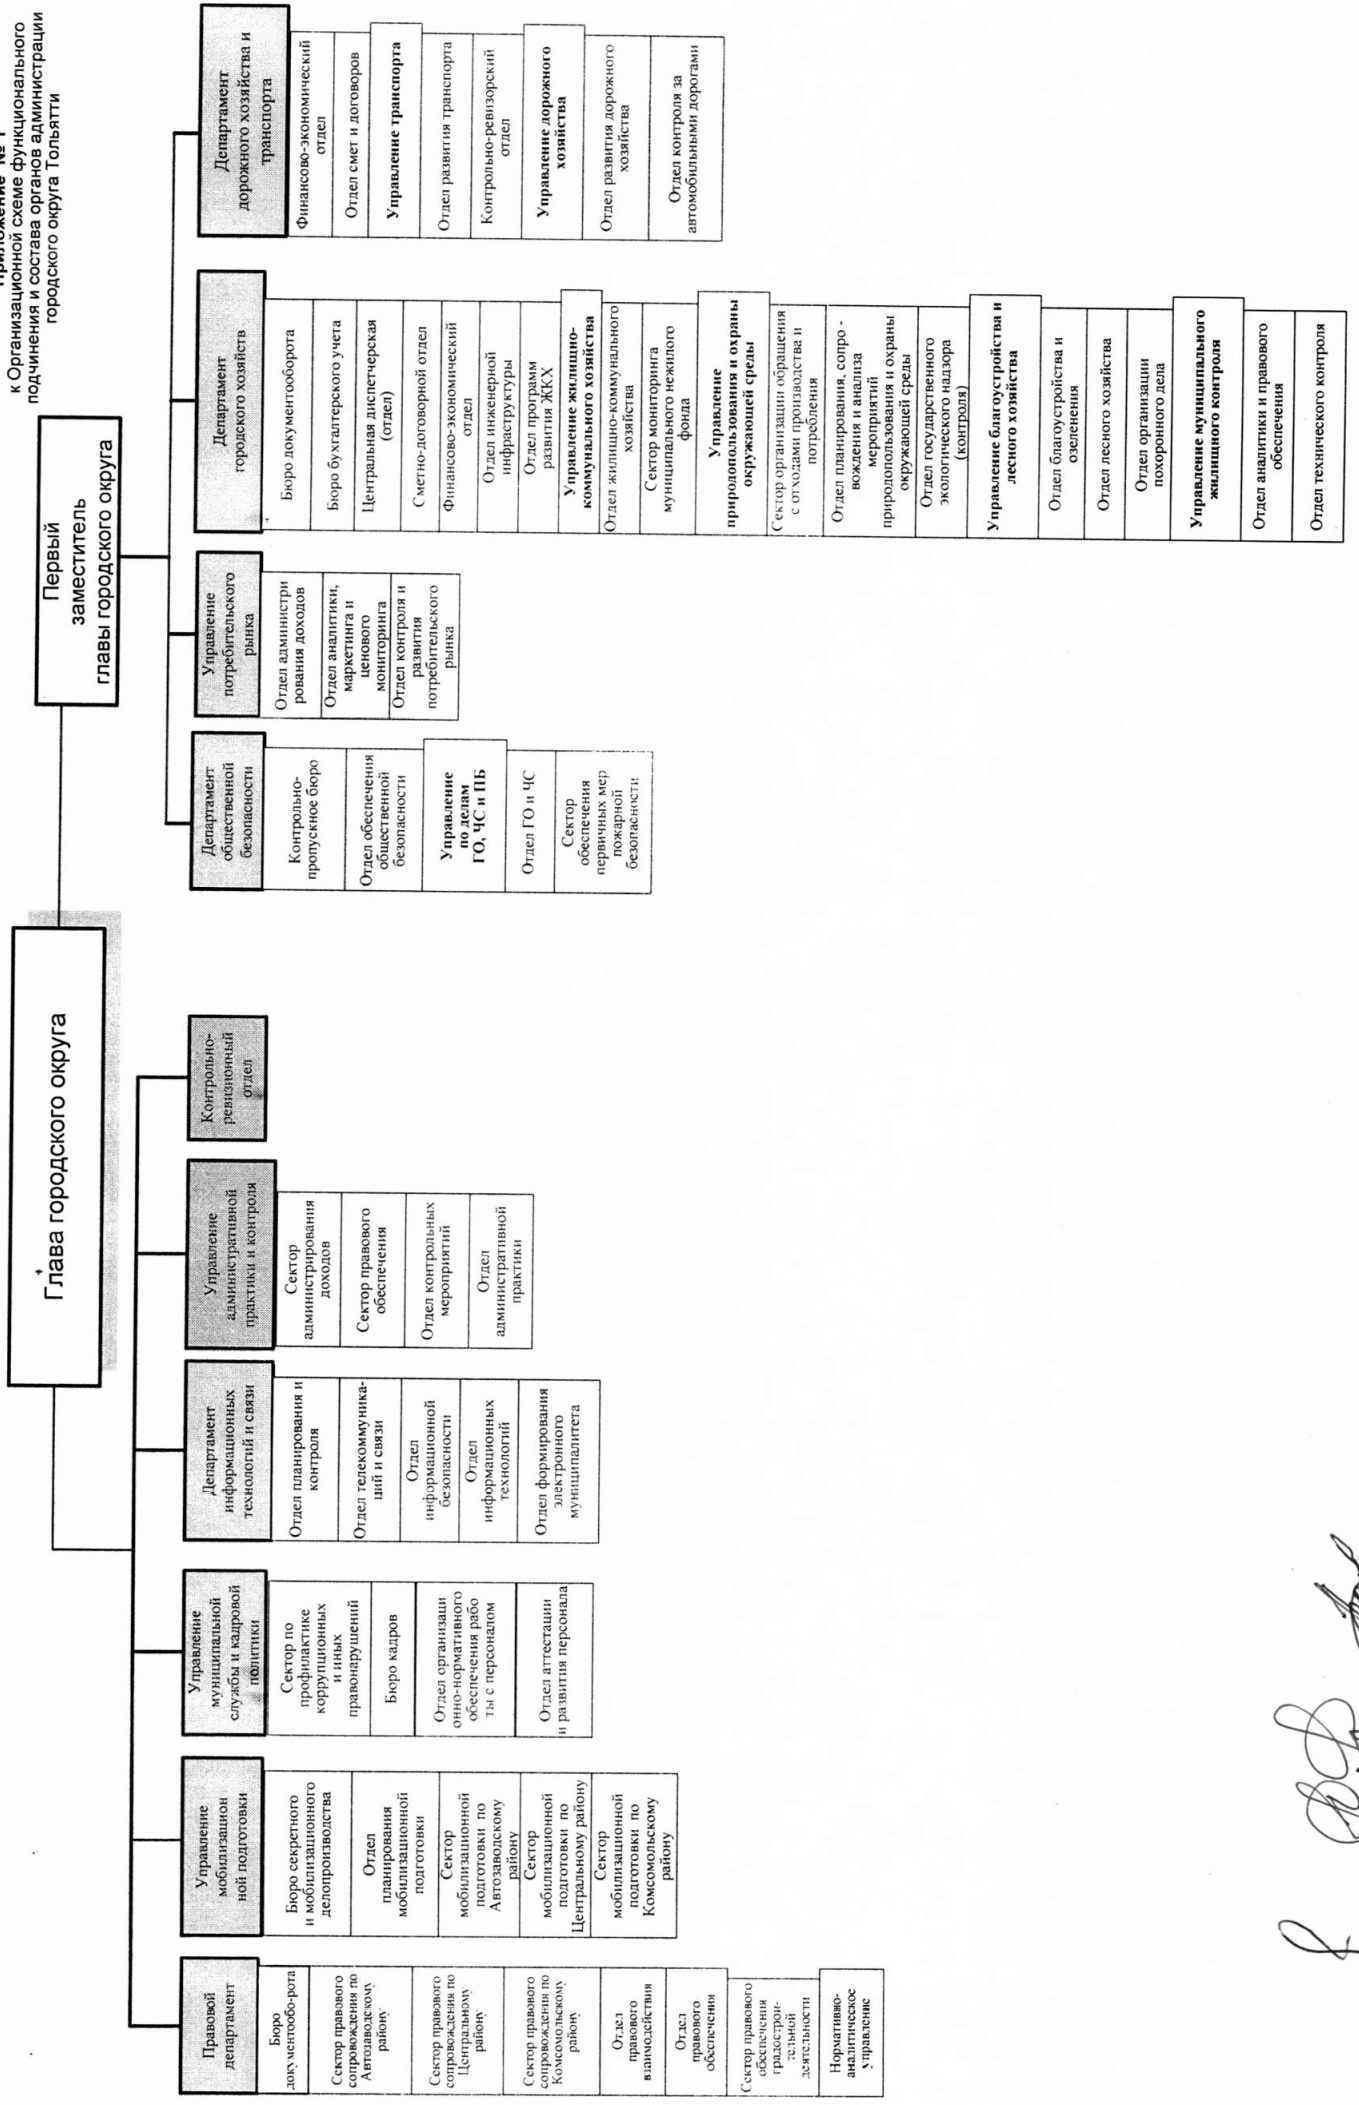 Приложение № 1
к Организационной схеме функционального
подчинения и состава органов администрации
городского округа Тольятти
Глава городского округа
Первый
заместитель
главы городского округа
Правовой
департамент
Бюро
документообо-рота
Сектор правового
сопровождения по
Автозаводскому
району
Сектор правового
сопровождения по
Центральному
району
Сектор правового
сопровождения по
Комсомольскому
району
Отдел
правового
взаимодействия
Отдел
правового
обеспечения
Сектор правового
обеспечения
градострои-
тельной
деятельности
Нормативно-
аналитическое
управление
Управление
мобилизацион
ной подготовки
Бюро секретного
и мобилизационного
делопроизводства
Отдел
планирования
мобилизационной
подготовки
Сектор
мобилизационной
подготовки по
Автозаводскому
району
Сектор
мобилизационной
подготовки по
Центральному району
Сектор
мобилизационной
подготовки по
Комсомольскому
району
Управление
муниципальной
службы и кадровой
политики
Сектор по
профилактике
коррупционных
и иных
правонарушений
Бюро кадров
Отдел организаци
онно-нормативного
обеспечения рабо
ты с персоналом
Отдел аттестации
и развития персонала
Департамент
информационных
технологий и связи
Отдел планирования и
контроля
Отдел телекоммуника-
ций и связи
Отдел
информационной
безопасности
Отдел
информационных
технологий
Отдел формирования
электронного
муниципалитета
Управление
административной
практики и контроля
Сектор
администрирования
доходов
Сектор правового
обеспечения
Отдел контрольных
мероприятий
Отдел
административной
практики
Контрольно-
ревизионный
отдел
Департамент
общественной
безопасности
Контрольно-
пропускное бюро
Отдел обеспечения
общественной
безопасности
Управление
по делам
ГО, ЧС и ПБ
Отдел ГО и ЧС
Сектор
обеспечения
первичных мер
пожарной
безопасности
Управление
потребительского
рынка
Отдел администри
рования доходов
Отдел аналитики,
маркетинга и
ценового
мониторинга
Отдел контроля и
развития
потребительского
рынка
Департамент
городского хозяйств
Бюро документооборота
Бюро бухгалтерского учета
Центральная диспетчерская
(отдел)
Сметно-договорной отдел
Финансово-экономический
отдел
Отдел инженерной
инфраструктуры
Отдел программ
развития ЖКХ
Управление жилищно-
коммунального хозяйства
Отдел жилищно-коммунального
хозяйства
Сектор мониторинга
муниципального нежилого
фонда
Управление
природопользования и охраны
окружающей среды
Сектор организации обращения
с отходами производства и
потребления
Отдел планирования, сопро -
вождения и анализа
мероприятий
природопользования и охраны
окружающей среды
Отдел государственного
экологического надзора
(контроля)
Управление благоустройства и
лесного хозяйства
Отдел благоустройства и
озеленения
Отдел лесного хозяйства
Отдел организации
похоронного дела
Управление муниципального
жилищного контроля
Отдел аналитики и правового
обеспечения
Отдел технического контроля
Департамент
дорожного хозяйства и
транспорта
Финансово-экономический
отдел
Отдел смет и договоров
Управление транспорта
Отдел развития транспорта
Контрольно-ревизорский
отдел
Управление дорожного
хозяйства
Отдел развития дорожного
хозяйства
Отдел контроля за
автомобильными дорогами